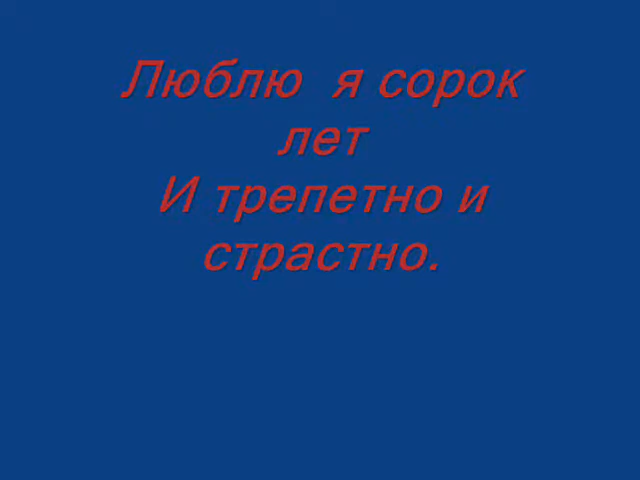 Люблю я сорок
лет
И трепетно и
страстно.